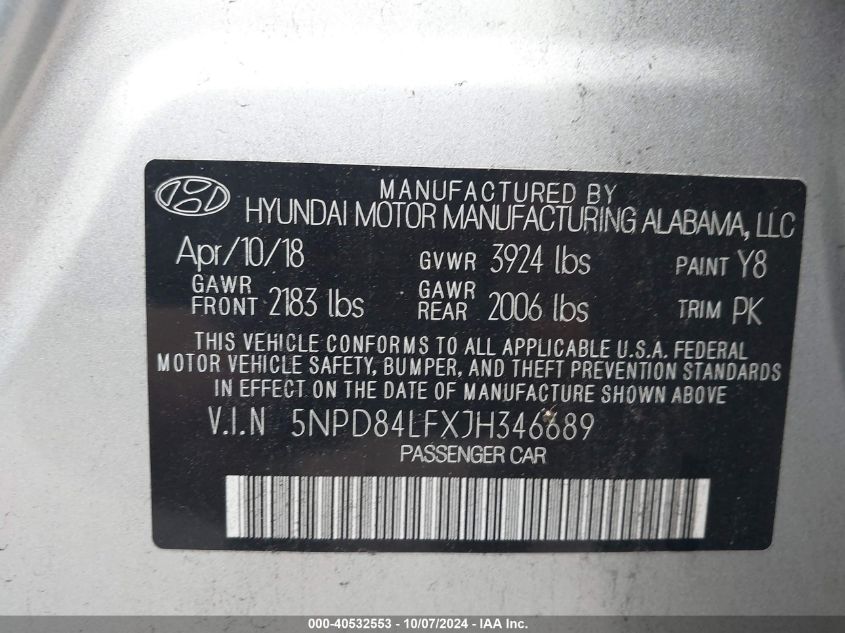 MANUFACTURED BY
HYUNDAI MOTOR MANUFACTURING ALABAMA, LLC
Apr/10/18 GVWR 3924 lbs PAINT Y8
GAWR FRONT 2183 lbs GAWR REAR 2006 lbs TRIM PK
THIS VEHICLE CONFORMS TO ALL APPLICABLE U.S.A. FEDERAL
MOTOR VEHICLE SAFETY, BUMPER, AND THEFT PREVENTION STANDARDS
IN EFFECT ON THE DATE OF MANUFACTURE SHOWN ABOVE
V.I.N 5NPD84LFXJH346689
PASSENGER CAR
000-40532553 - 10/07/2024 - IAAI.COM